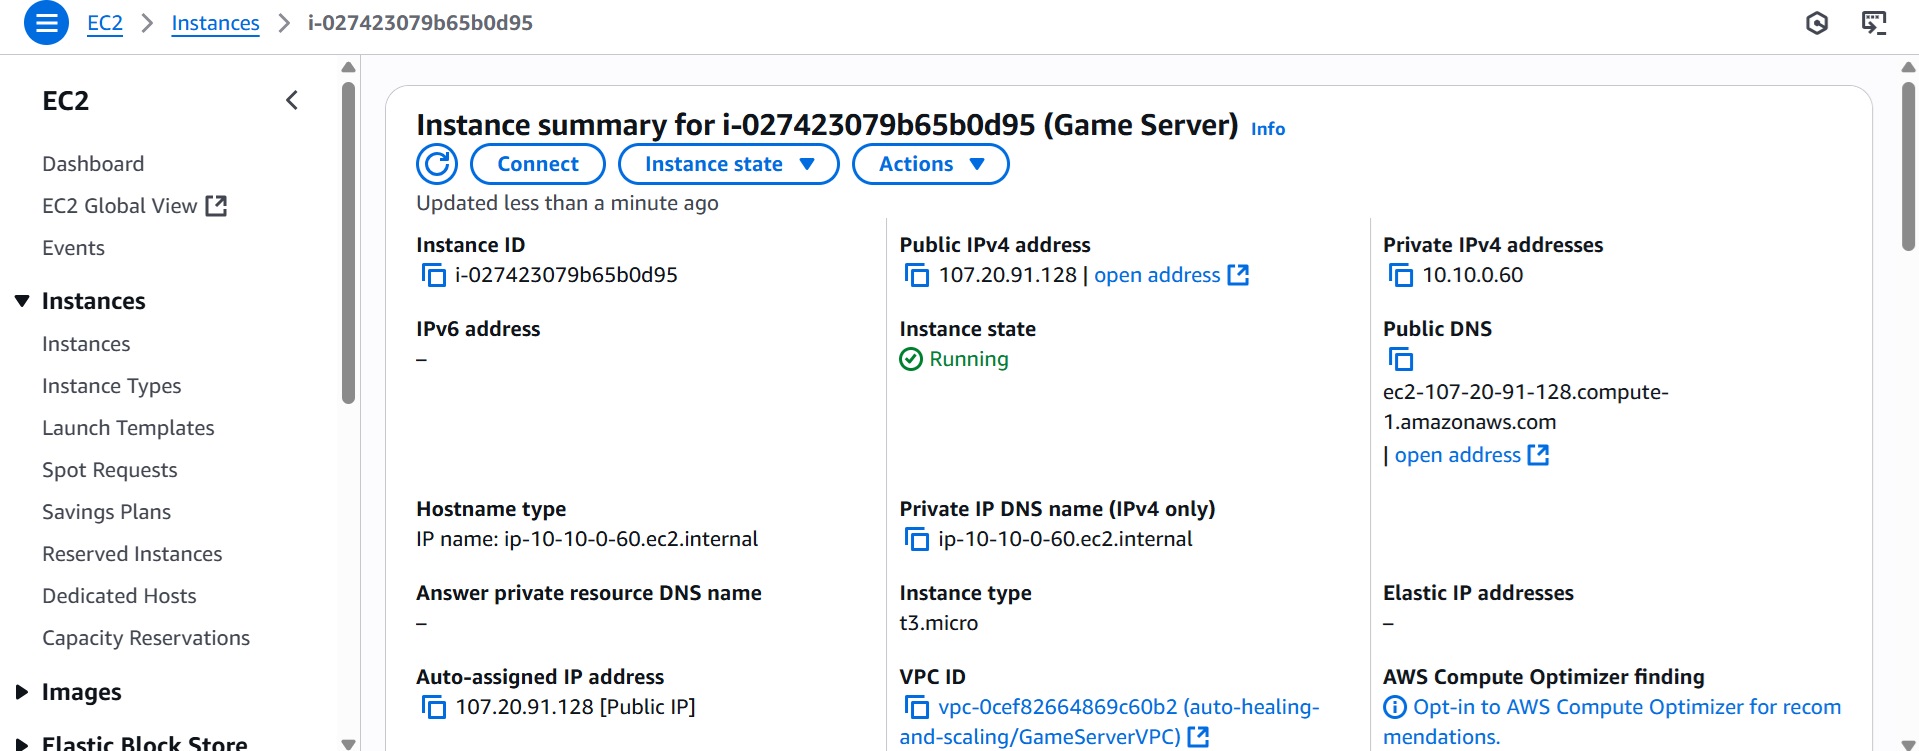 EC2 > Instances > i-027423079b65b0d95
EC2
Dashboard
EC2 Global View
Events
Instances
Instances
Instance Types
Launch Templates
Spot Requests
Savings Plans
Reserved Instances
Dedicated Hosts
Capacity Reservations
Images
Elastic Block Store
Instance summary for i-027423079b65b0d95 (Game Server) Info
Connect Instance state Actions
Updated less than a minute ago
Instance ID
i-027423079b65b0d95
Public IPv4 address
107.20.91.128 | open address
Private IPv4 addresses
10.10.0.60
IPv6 address
–
Instance state
Running
Public DNS
ec2-107-20-91-128.compute-
1.amazonaws.com
| open address
Hostname type
IP name: ip-10-10-0-60.ec2.internal
Private IP DNS name (IPv4 only)
ip-10-10-0-60.ec2.internal
Answer private resource DNS name
–
Instance type
t3.micro
Elastic IP addresses
–
Auto-assigned IP address
107.20.91.128 [Public IP]
VPC ID
vpc-0cef82664869c60b2 (auto-healing-
and-scaling/GameServerVPC)
AWS Compute Optimizer finding
Opt-in to AWS Compute Optimizer for recom
mendations.